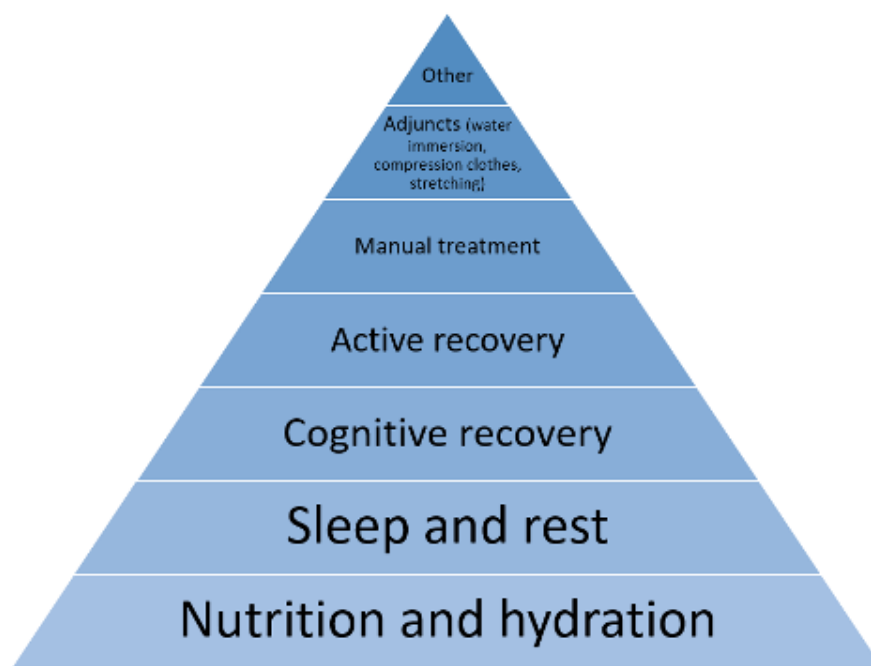 Other
Adjuncts (water
immersion,
compression clothes,
stretching)
Manual treatment
Active recovery
Cognitive recovery
Sleep and rest
Nutrition and hydration